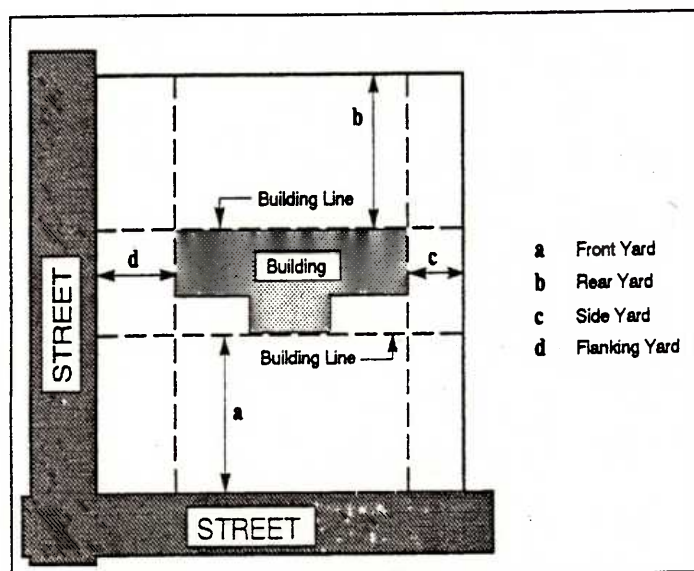 b
Building Line
d
Building
c
a Front Yard
b Rear Yard
c Side Yard
d Flanking Yard
STREET
Building Line
a
STREET